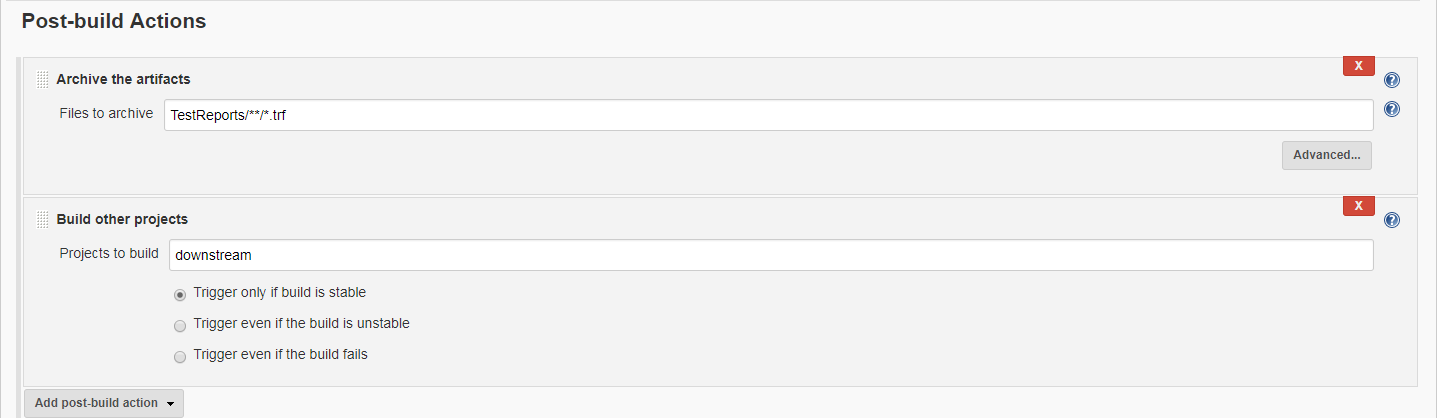 Post-build Actions
Archive the artifacts
X
?
Files to archive
TestReports/**/*.trf
?
Advanced...
Build other projects
X
?
Projects to build
downstream
Trigger only if build is stable
Trigger even if the build is unstable
Trigger even if the build fails
Add post-build action